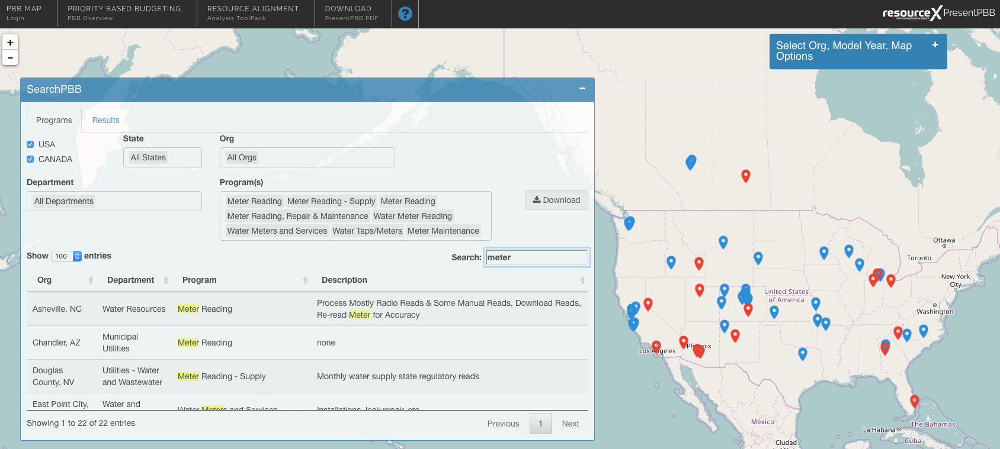 PBB MAP
Login
PRIORITY BASED BUDGETING
PBB Overview
RESOURCE ALIGNMENT
Analysis ToolPack
DOWNLOAD
PresentPBB PDF
?
resourceX PresentPBB
reinventing fiscal analytics
+
-
Select Org, Model Year, Map
Options
+
SearchPBB
-
Programs
Results
USA
CANADA
State
All States
Org
All Orgs
Department
All Departments
Program(s)
Meter Reading Meter Reading - Supply Meter Reading
Meter Reading, Repair & Maintenance Water Meter Reading
Water Meters and Services Water Taps/Meters Meter Maintenance
Download
Show 100 entries
Search: meter
Org Department Program Description
Asheville, NC
Water Resources
Meter Reading
Process Mostly Radio Reads & Some Manual Reads, Download Reads,
Re-read Meter for Accuracy
Chandler, AZ
Municipal
Utilities
Meter Reading
none
Douglas
County, NV
Utilities - Water
and Wastewater
Meter Reading - Supply
Monthly water supply state regulatory reads
East Point City,
Water and
Water Meters and Services
Installations, leak repair, etc
Showing 1 to 22 of 22 entries
Previous 1 Next
Ottawa
Toronto
New York
City
United States
of America
Washington
Los Angeles
Phoenix
México
La Habana
The Bahamas
Cuba
Ciudad